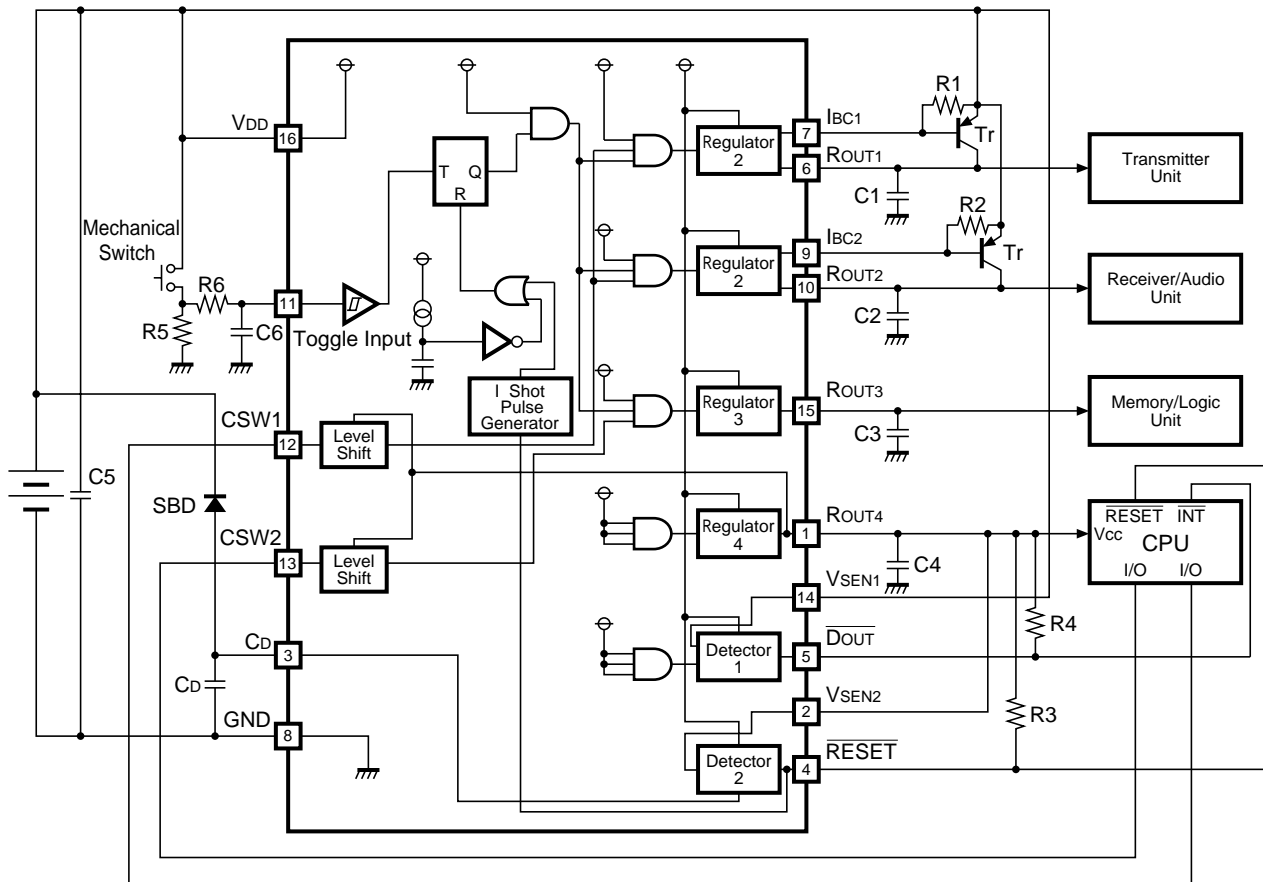 R1
IBC1
7
Tr
VDD
16
T
Q
R
Regulator
2
ROUT1
6
Transmitter
Unit
C1
R2
Mechanical
Switch
IBC2
9
Tr
Regulator
2
ROUT2
10
Receiver/Audio
Unit
R6
11
R5
C6
Toggle Input
C2
I Shot
Pulse
Generator
Regulator
3
ROUT3
15
Memory/Logic
Unit
C3
CSW1
12
Level
Shift
C5
SBD
CSW2
13
Level
Shift
Regulator
4
ROUT4
1
RESET
INT
Vcc
CPU
I/O
I/O
C4
VSEN1
14
R4
CD
3
Detector
1
DOUT
5
CD
VSEN2
2
R3
GND
8
Detector
2
RESET
4